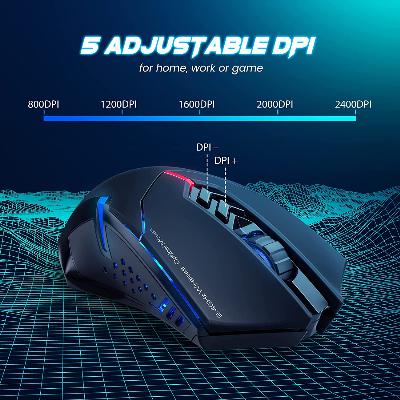 5 ADJUSTABLE DPI
for home, work or game
800DPI 1200DPI 1600DPI 2000DPI 2400DPI
DPI −
DPI +